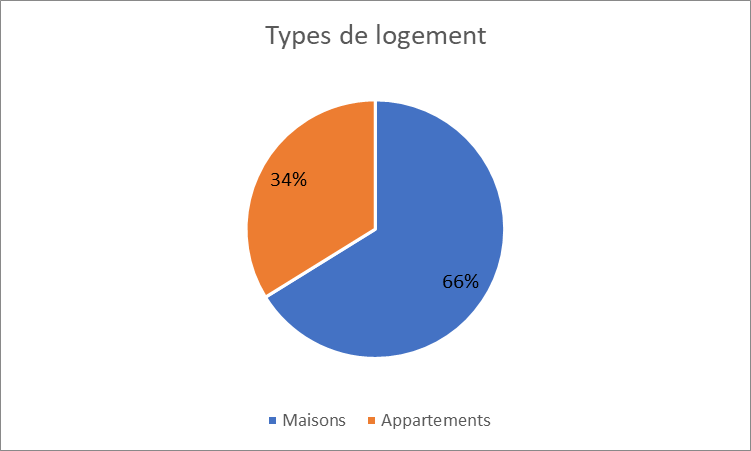 Types de logement
34%
66%
Maisons Appartements